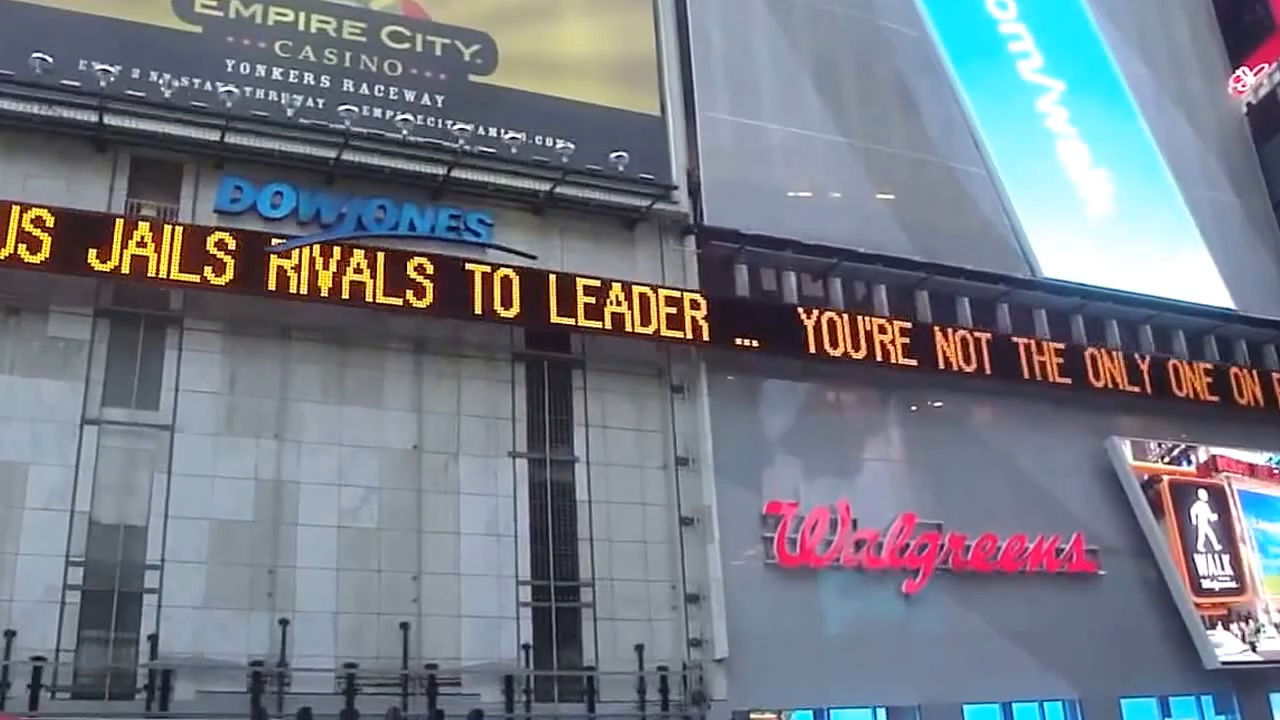 EMPIRE CITY.
CASINO
YONKERS RACEWAY
DOWJONES
US JAILS RIVALS TO LEADER ... YOU'RE NOT THE ONLY ONE ON
Walgreens
WALK